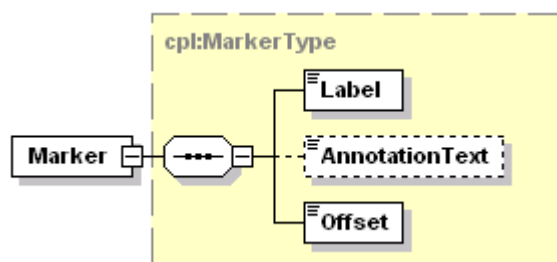 cpl:MarkerType
Label
Marker
AnnotationText
Offset